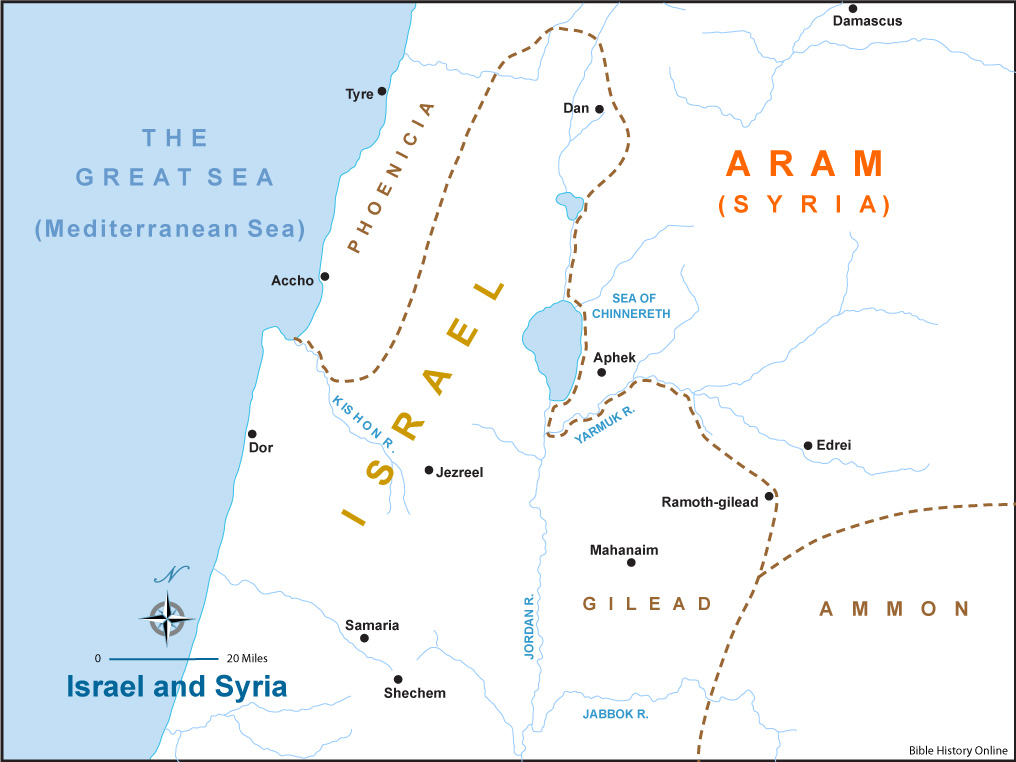 Damascus
Tyre
Dan
PHOENICIA
THE
GREAT SEA
(Mediterranean Sea)
ARAM
(SYRIA)
Accho
ISRAEL
SEA OF
CHINNERETH
Aphek
KISHON R.
YARMUK R.
Dor
Edrei
Jezreel
Ramoth-gilead
Mahanaim
N
GILEAD
AMMON
JORDAN R.
Samaria
0 20 Miles
Israel and Syria
Shechem
JABBOK R.
Bible History Online